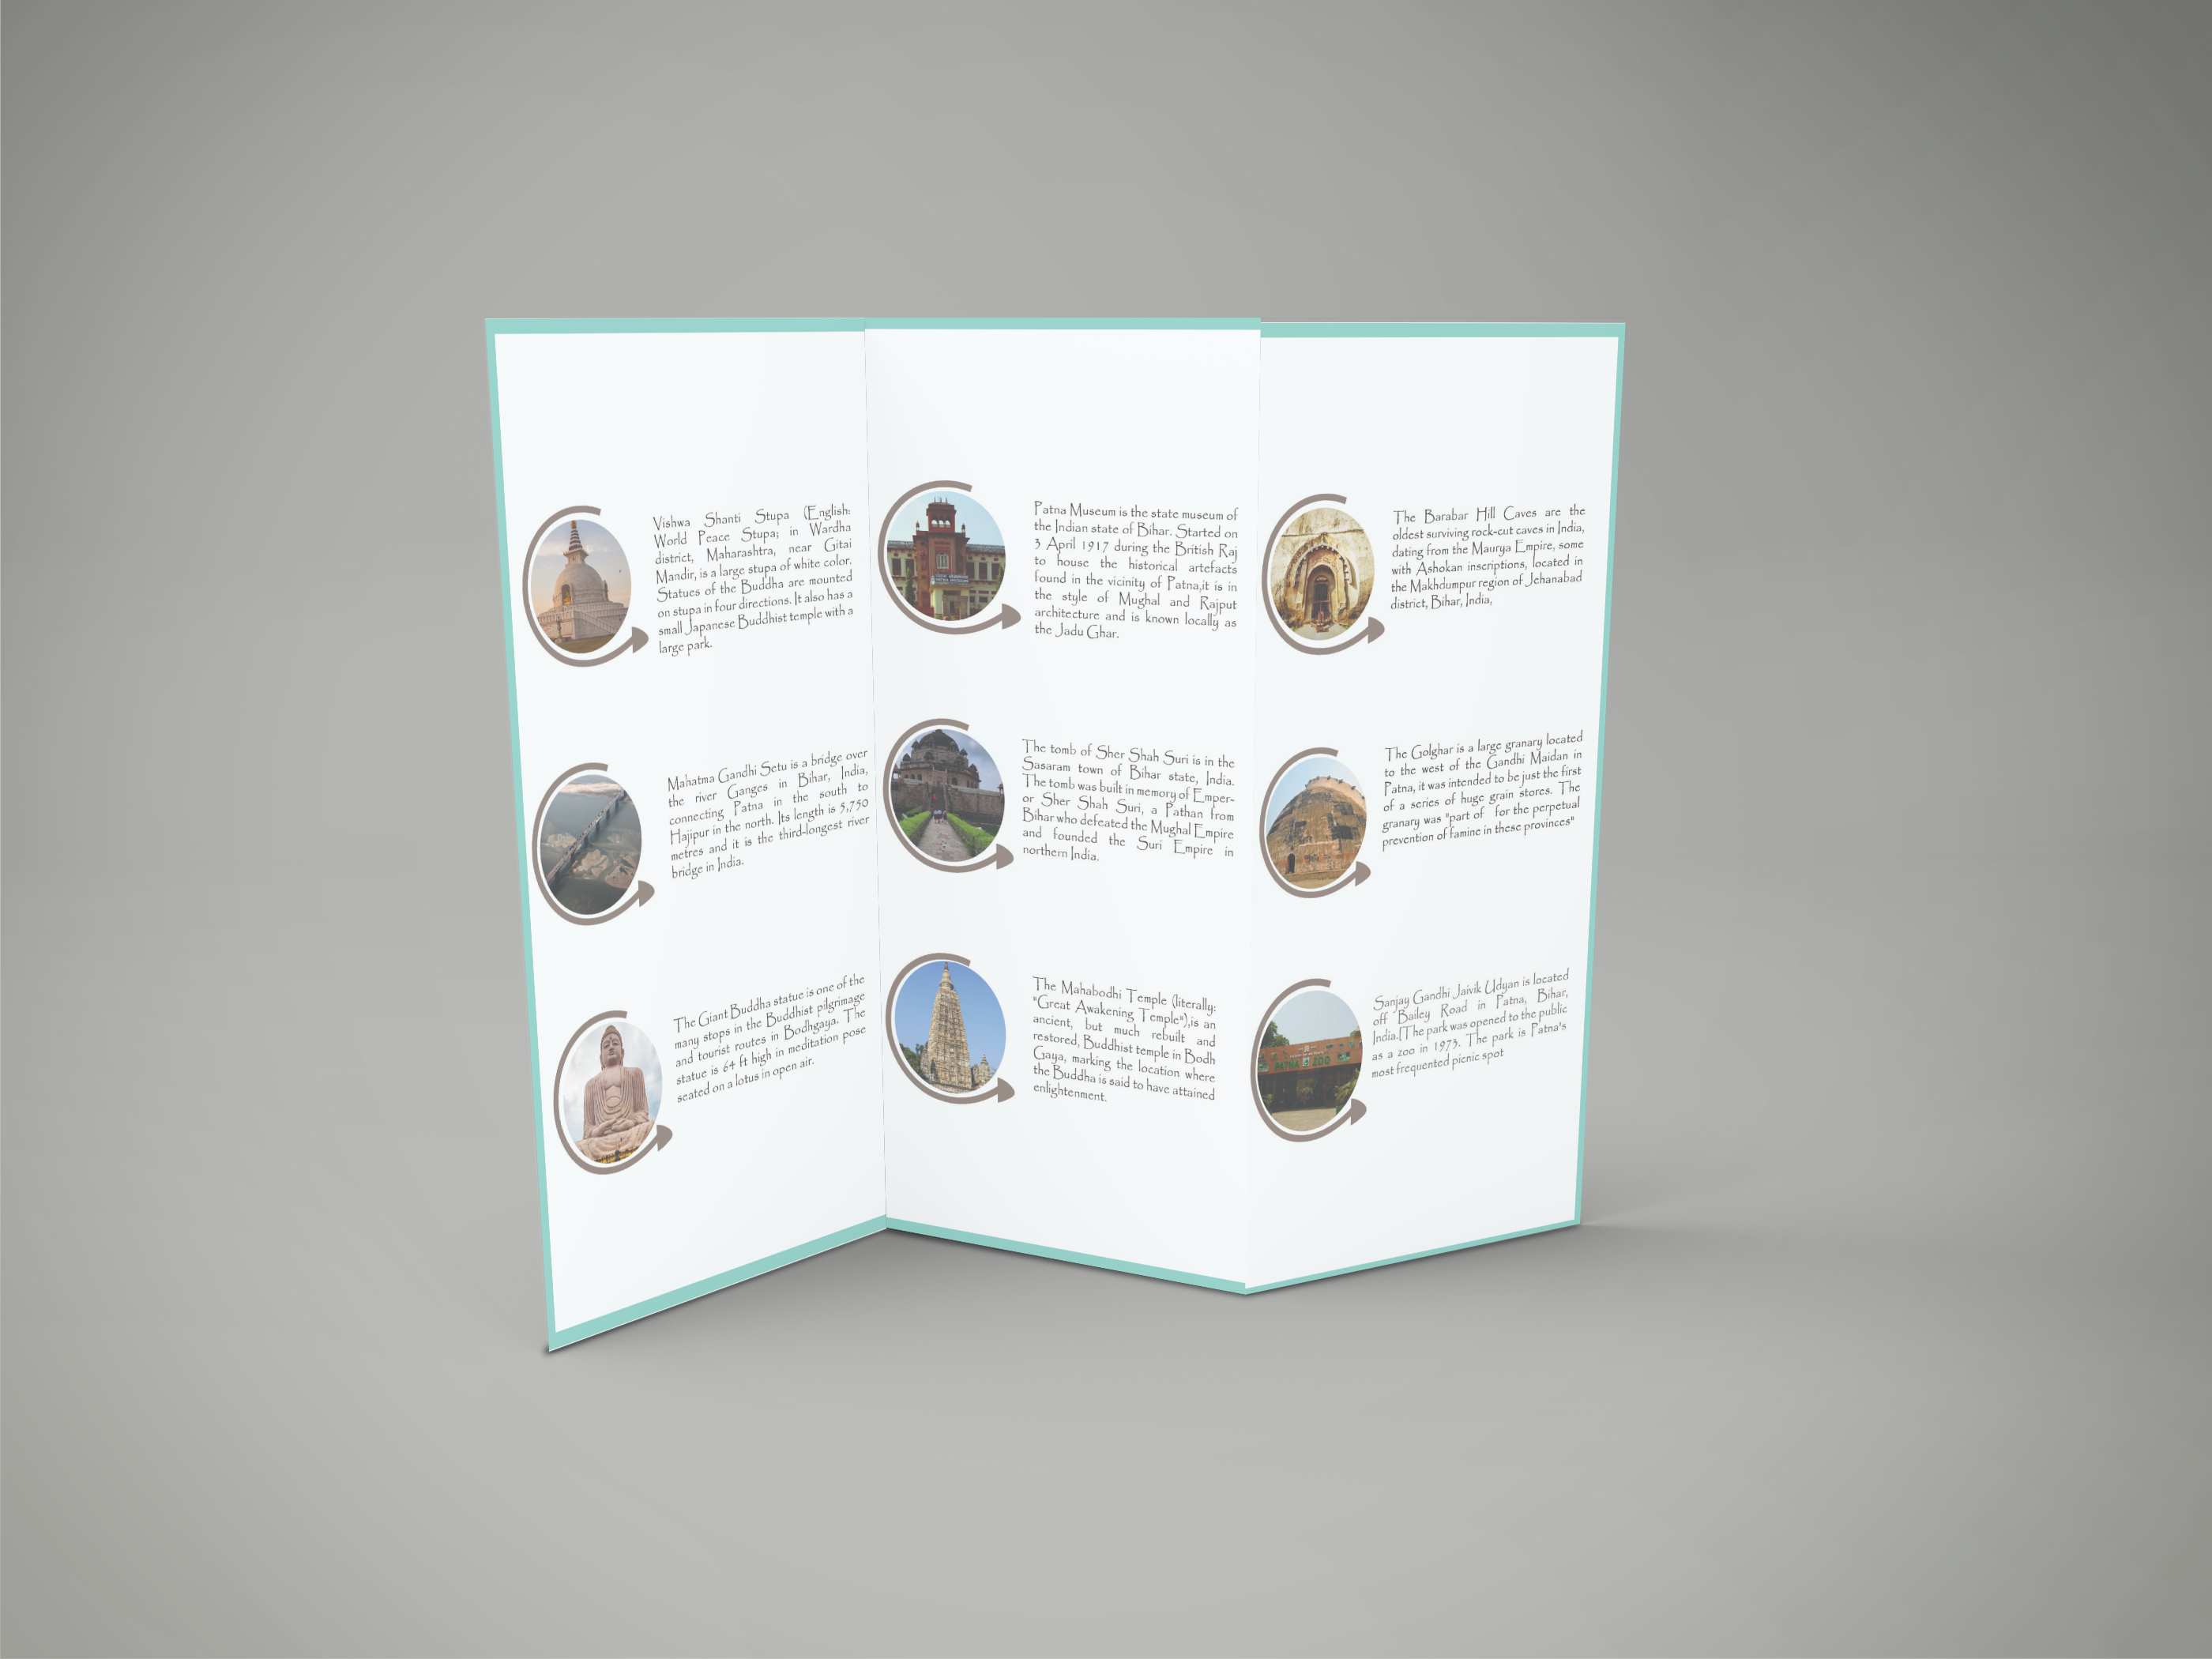 Vishwa Shanti Stupa (English:
World Peace Stupa; in Wardha
district, Maharashtra, near Gitai
Mandir, is a large stupa of white color.
Statues of the Buddha are mounted
on stupa in four directions. It also has a
small Japanese Buddhist temple with a
large park.
Mahatma Gandhi Setu is a bridge over
the river Ganges in Bihar, India,
connecting Patna in the south to
Hajipur in the north. Its length is 5,750
metres and it is the third-longest river
bridge in India.
The Giant Buddha statue is one of the
many stops in the Buddhist pilgrimage
and tourist routes in Bodhgaya. The
statue is 64 ft high in meditation pose
seated on a lotus in open air.
Patna Museum is the state museum of
the Indian state of Bihar. Started on
3 April 1917 during the British Raj
to house the historical artefacts
found in the vicinity of Patna,it is in
the style of Mughal and Rajput
architecture and is known locally as
the Jadu Ghar.
The tomb of Sher Shah Suri is in the
Sasaram town of Bihar state, India.
The tomb was built in memory of Emper-
or Sher Shah Suri, a Pathan from
Bihar who defeated the Mughal Empire
and founded the Suri Empire in
northern India.
The Mahabodhi Temple (literally:
"Great Awakening Temple"),is an
ancient, but much rebuilt and
restored, Buddhist temple in Bodh
Gaya, marking the location where
the Buddha is said to have attained
enlightenment.
The Barabar Hill Caves are the
oldest surviving rock-cut caves in India,
dating from the Maurya Empire, some
with Ashokan inscriptions, located in
the Makhdumpur region of Jehanabad
district, Bihar, India,
The Golghar is a large granary located
to the west of the Gandhi Maidan in
Patna, it was intended to be just the first
of a series of huge grain stores. The
granary was "part of for the perpetual
prevention of famine in these provinces"
PATNA ZOO
Sanjay Gandhi Jaivik Udyan is located
off Bailey Road in Patna, Bihar,
India.[The park was opened to the public
as a zoo in 1973. The park is Patna's
most frequented picnic spot